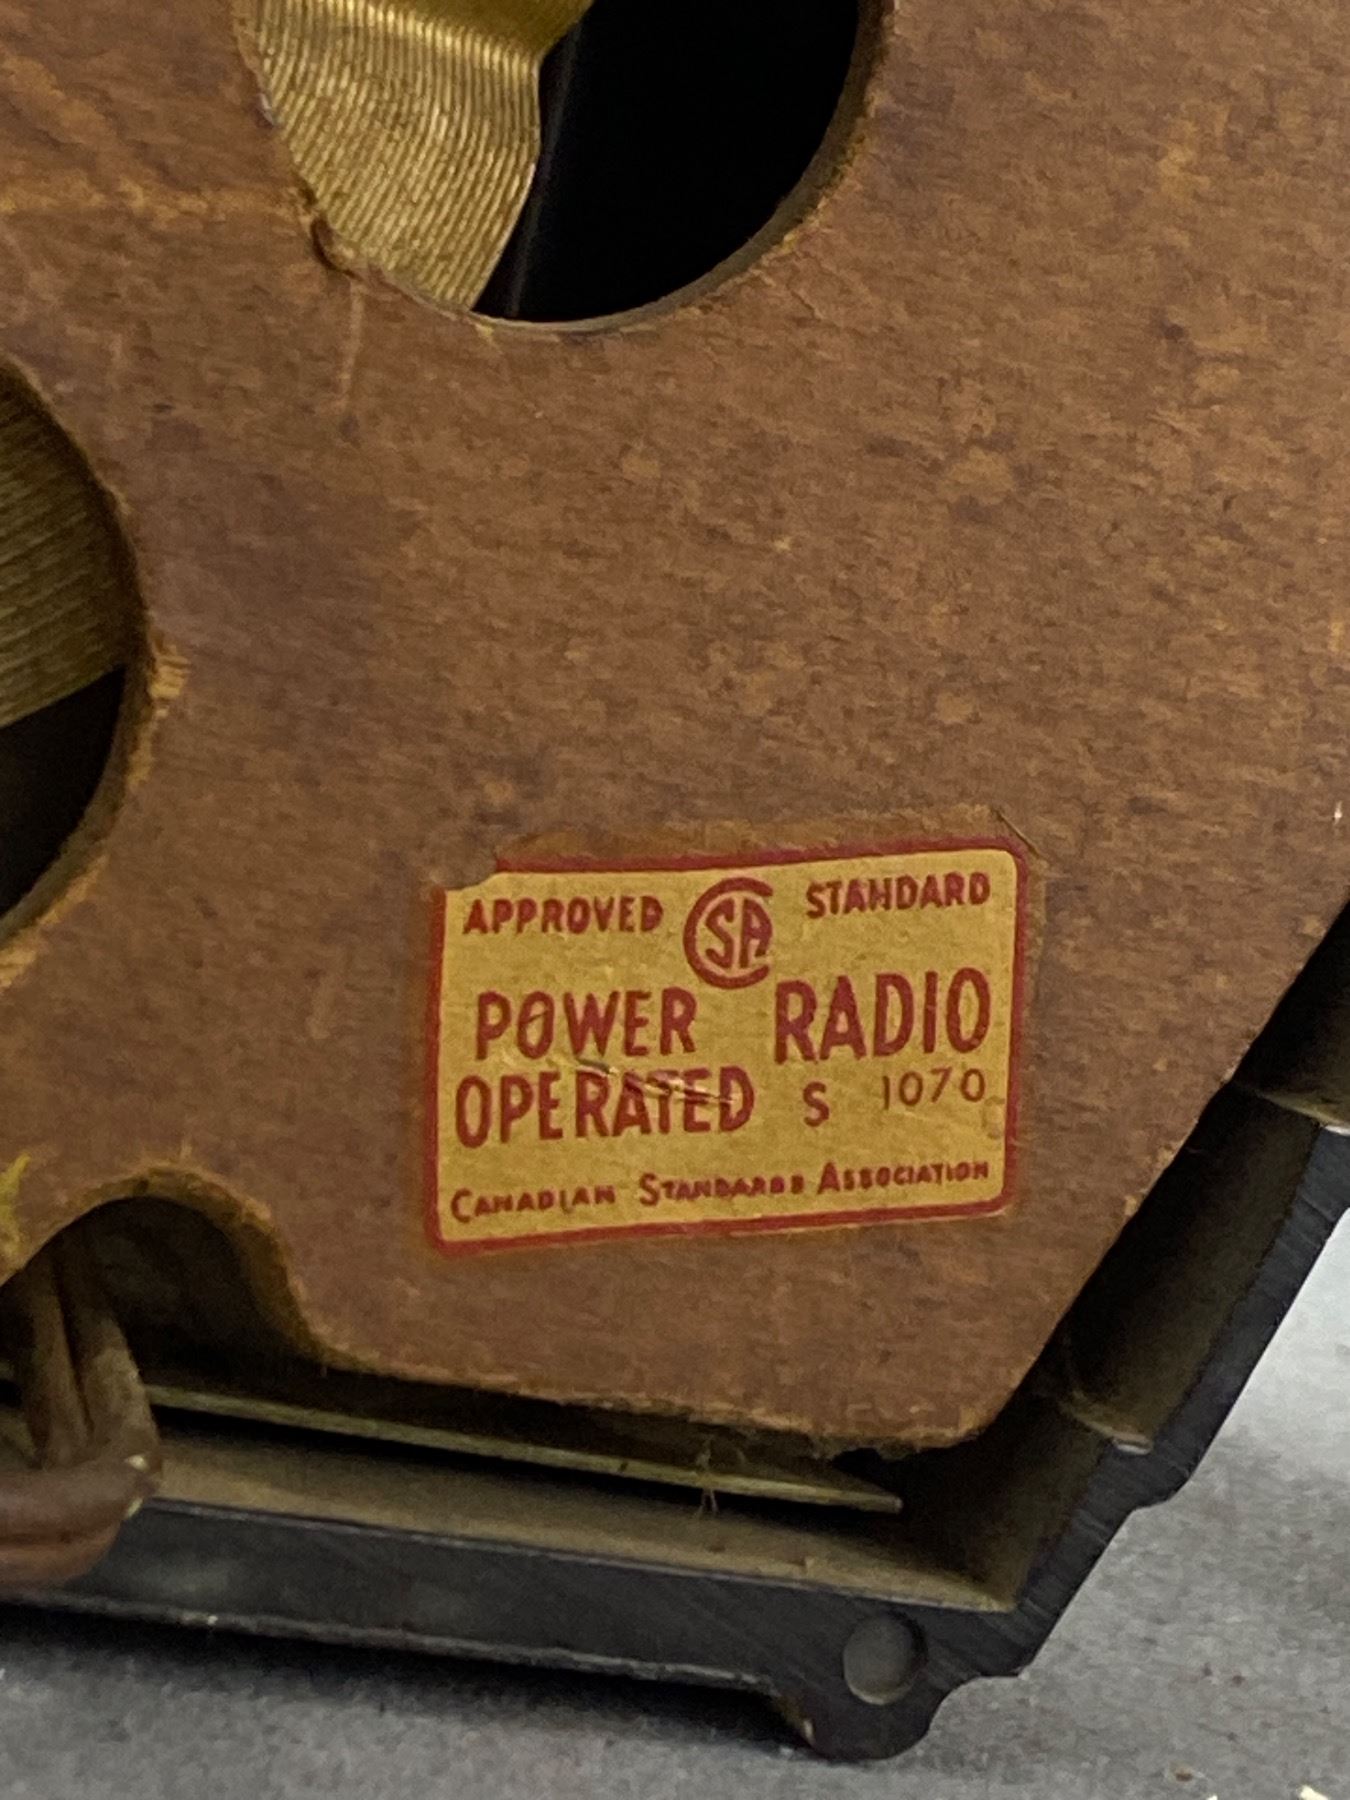 APPROVED CSA STANDARD
POWER RADIO
OPERATED S 1070
CANADIAN STANDARDS ASSOCIATION